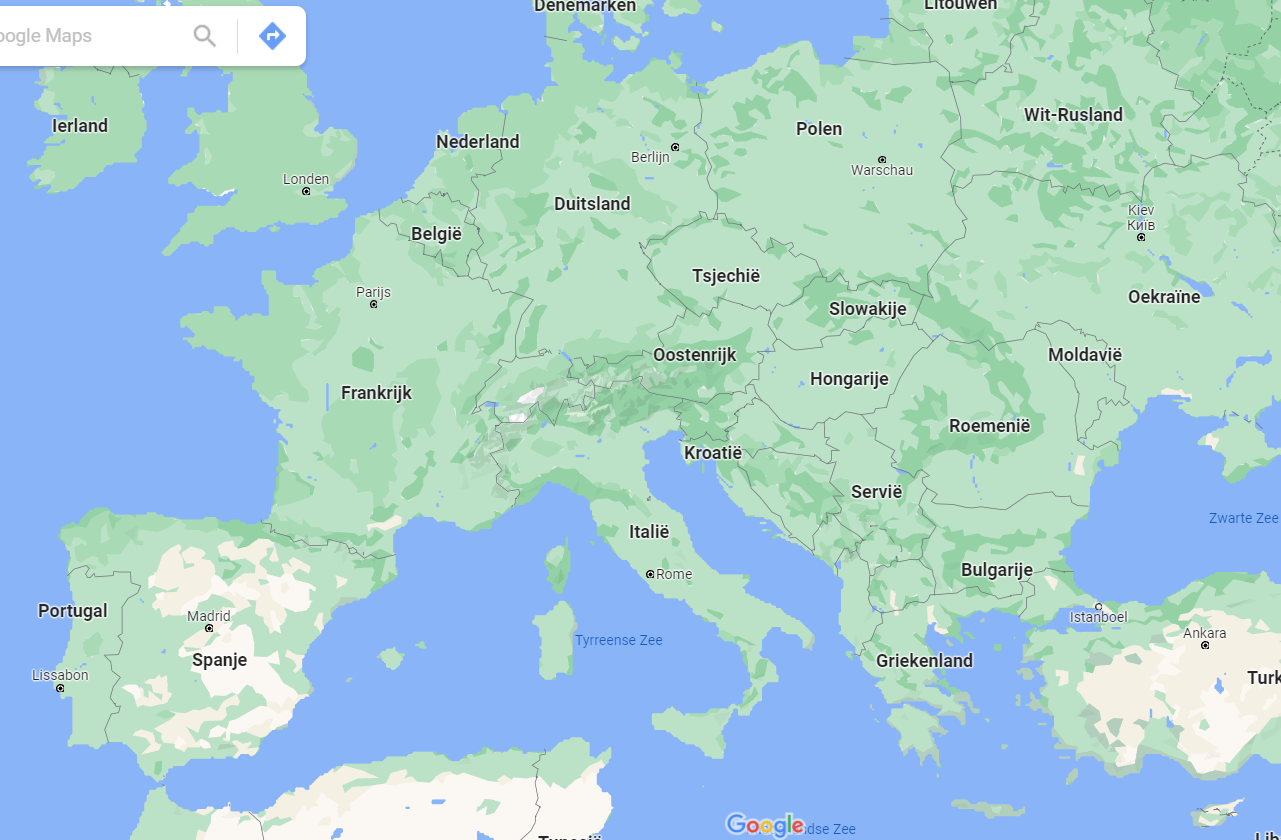 Denemarken
Litouwen
oogle Maps
Ierland
Nederland
Polen
Wit-Rusland
Berlijn
Warschau
Londen
Duitsland
België
Kiev
Київ
Tsjechië
Parijs
Slowakije
Oekraïne
Oostenrijk
Moldavië
Hongarije
Frankrijk
Roemenië
Kroatië
Servië
Zwarte Zee
Italië
Rome
Bulgarije
Portugal
Madrid
Istanboel
Ankara
Tyrreense Zee
Spanje
Griekenland
Lissabon
Turk
Google
dse Zee
Tunesië
Lib